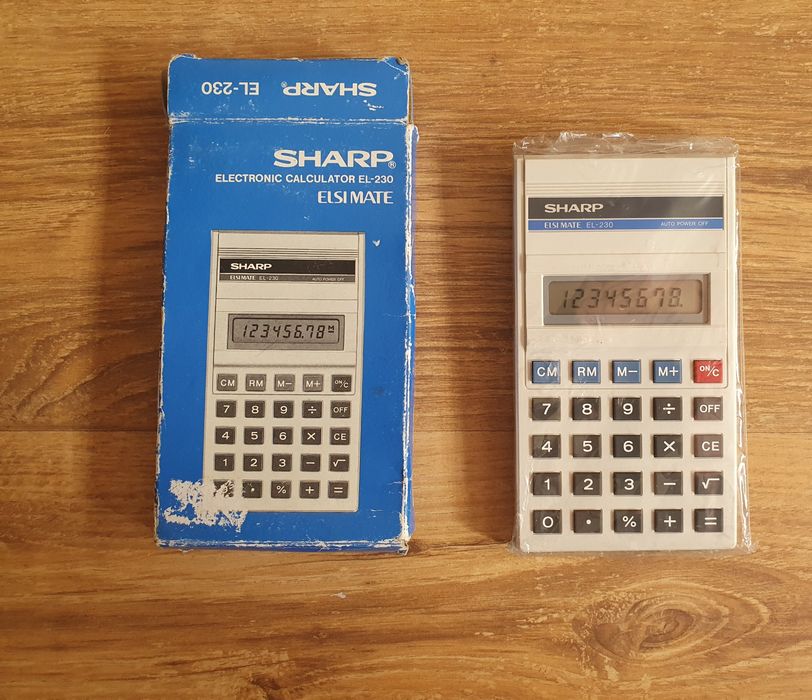 EL-230 SHARP®
SHARP®
ELECTRONIC CALCULATOR EL-230
ELSI MATE
SHARP
ELSI MATE EL-230 AUTO POWER OFF
123456.78 M
CM RM M− M+ ON/C
7 8 9 ÷ OFF
4 5 6 × CE
1 2 3 − √
· % + =
SHARP
ELSI MATE EL-230 AUTO POWER OFF
12345678.
CM RM M− M+ ON/C
7 8 9 ÷ OFF
4 5 6 × CE
1 2 3 − √
0 · % + =